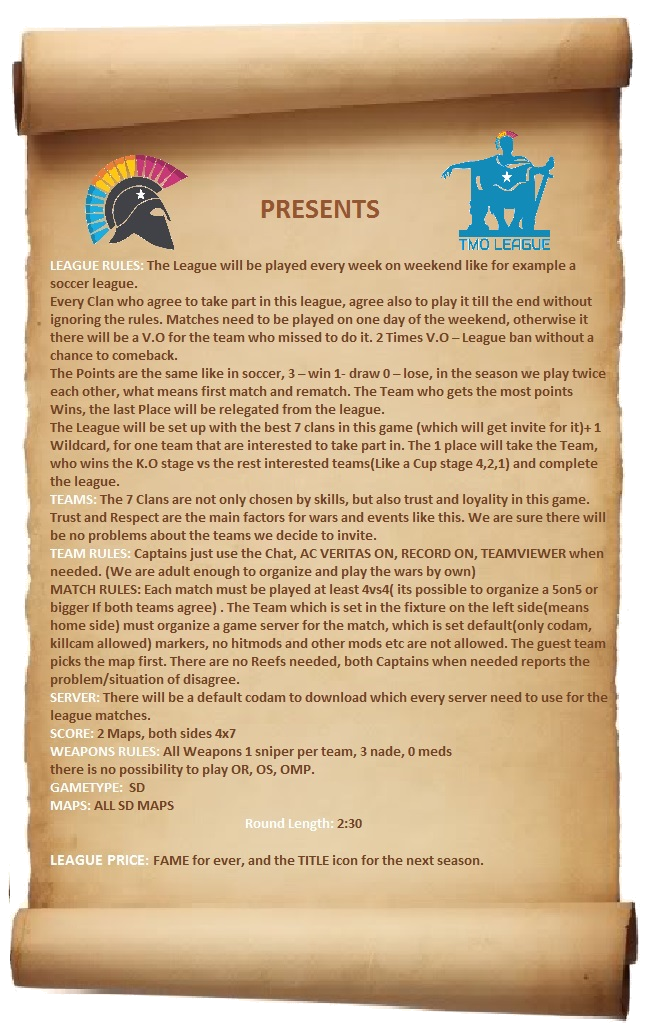 PRESENTS
TMO LEAGUE
LEAGUE RULES: The League will be played every week on weekend like for example a
soccer league.
Every Clan who agree to take part in this league, agree also to play it till the end without
ignoring the rules. Matches need to be played on one day of the weekend, otherwise it
there will be a V.O for the team who missed to do it. 2 Times V.O – League ban without a
chance to comeback.
The Points are the same like in soccer, 3 – win 1- draw 0 – lose, in the season we play twice
each other, what means first match and rematch. The Team who gets the most points
Wins, the last Place will be relegated from the league.
The League will be set up with the best 7 clans in this game (which will get invite for it)+ 1
Wildcard, for one team that are interested to take part in. The 1 place will take the Team,
who wins the K.O stage vs the rest interested teams(Like a Cup stage 4,2,1) and complete
the league.
TEAMS: The 7 Clans are not only chosen by skills, but also trust and loyality in this game.
Trust and Respect are the main factors for wars and events like this. We are sure there will
be no problems about the teams we decide to invite.
TEAM RULES: Captains just use the Chat, AC VERITAS ON, RECORD ON, TEAMVIEWER when
needed. (We are adult enough to organize and play the wars by own)
MATCH RULES: Each match must be played at least 4vs4( its possible to organize a 5on5 or
bigger If both teams agree) . The Team which is set in the fixture on the left side(means
home side) must organize a game server for the match, which is set default(only codam,
killcam allowed) markers, no hitmods and other mods etc are not allowed. The guest team
picks the map first. There are no Reefs needed, both Captains when needed reports the
problem/situation of disagree.
SERVER: There will be a default codam to download which every server need to use for the
league matches.
SCORE: 2 Maps, both sides 4x7
WEAPONS RULES: All Weapons 1 sniper per team, 3 nade, 0 meds
there is no possibility to play OR, OS, OMP.
GAMETYPE:  SD
MAPS: ALL SD MAPS
Round Length: 2:30
LEAGUE PRICE: FAME for ever, and the TITLE icon for the next season.